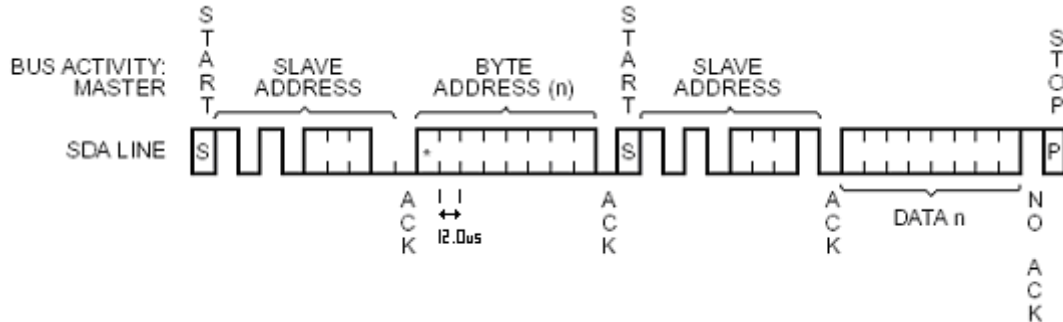 START
START
STOP
BUS ACTIVITY:
MASTER
SLAVE
ADDRESS
BYTE
ADDRESS (n)
SLAVE
ADDRESS
SDA LINE
S
*
S
P
ACK
12.0us
ACK
ACK
DATA n
NO ACK